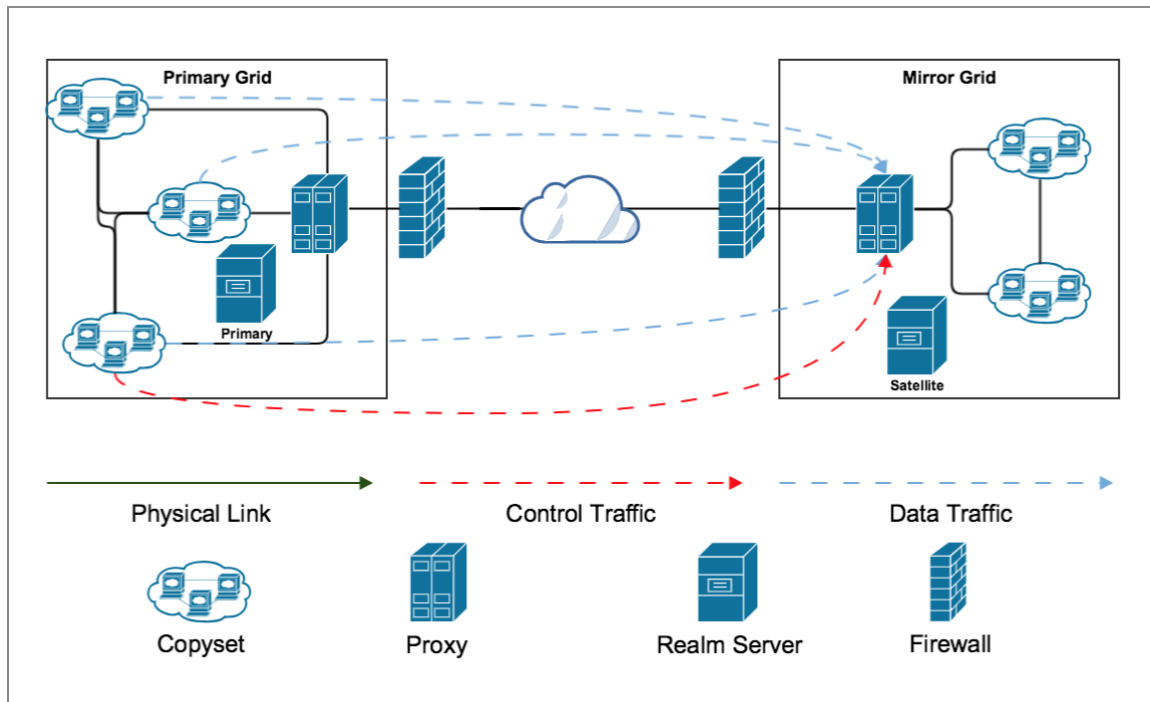 Primary Grid
Mirror Grid
Primary
Satellite
Physical Link
Control Traffic
Data Traffic
Copyset
Proxy
Realm Server
Firewall